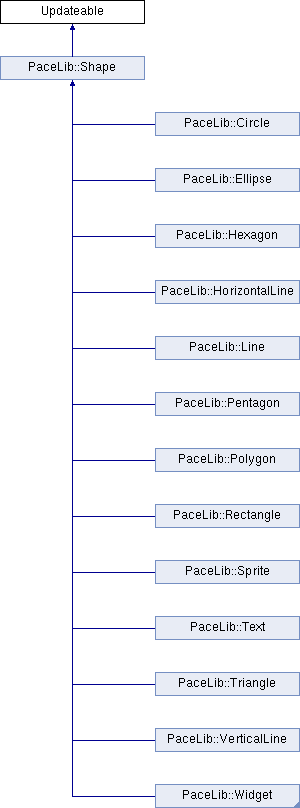 Updateable
PaceLib::Shape
PaceLib::Circle
PaceLib::Ellipse
PaceLib::Hexagon
PaceLib::HorizontalLine
PaceLib::Line
PaceLib::Pentagon
PaceLib::Polygon
PaceLib::Rectangle
PaceLib::Sprite
PaceLib::Text
PaceLib::Triangle
PaceLib::VerticalLine
PaceLib::Widget